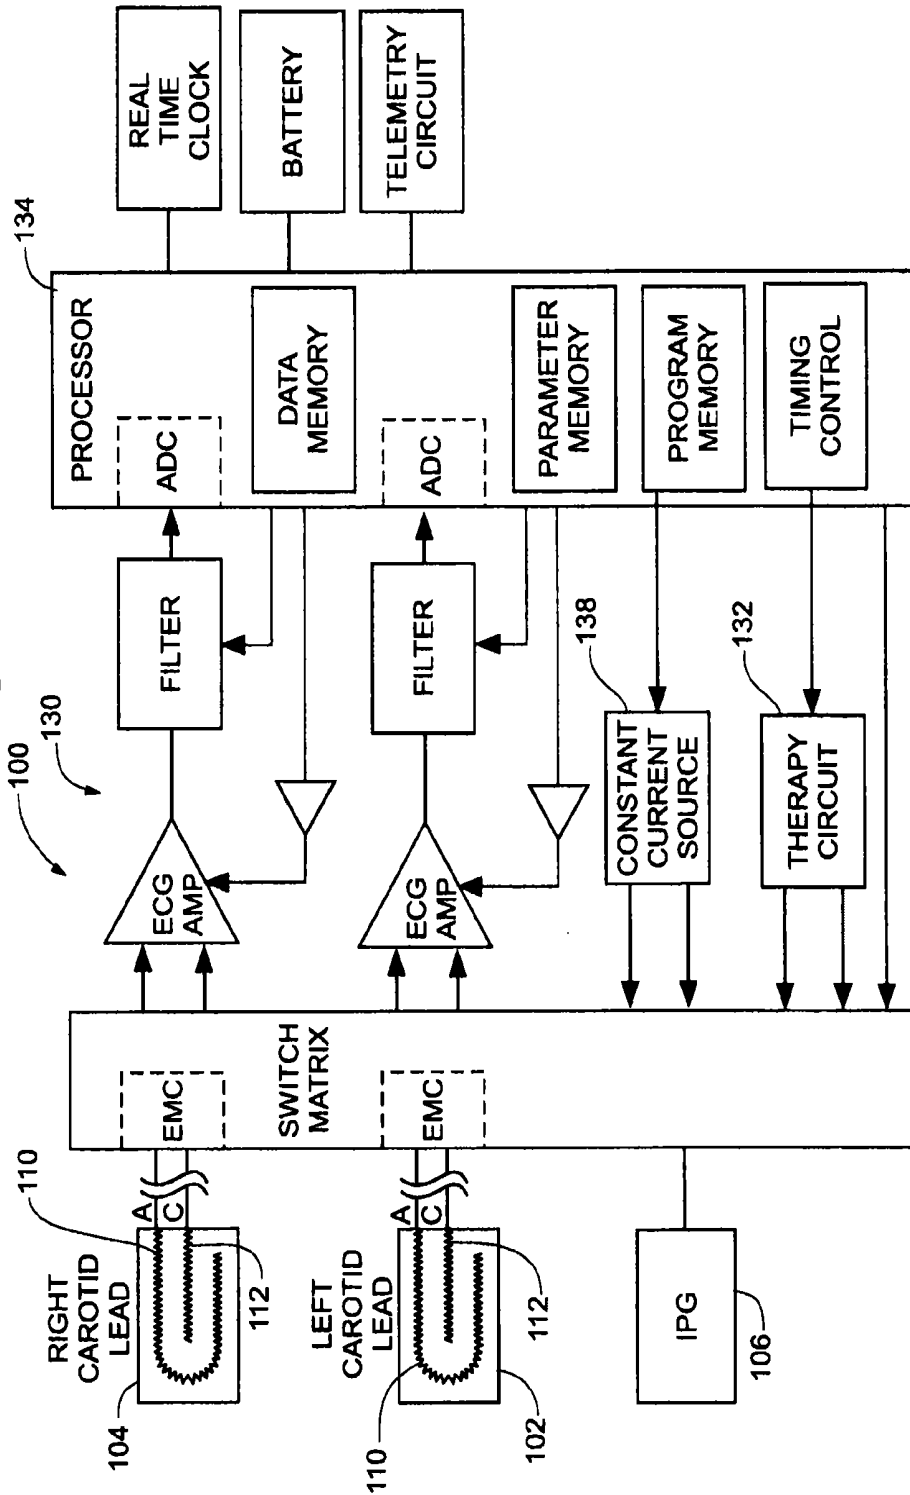 100
130
134
PROCESSOR
REAL
TIME
CLOCK
BATTERY
TELEMETRY
CIRCUIT
ADC
DATA
MEMORY
ADC
PARAMETER
MEMORY
PROGRAM
MEMORY
TIMING
CONTROL
FILTER
FILTER
138
CONSTANT
CURRENT
SOURCE
132
THERAPY
CIRCUIT
ECG
AMP
ECG
AMP
SWITCH
MATRIX
EMC
EMC
110
A
C
RIGHT
CAROTID
LEAD
104
112
A
C
LEFT
CAROTID
LEAD
110
102
112
IPG
106